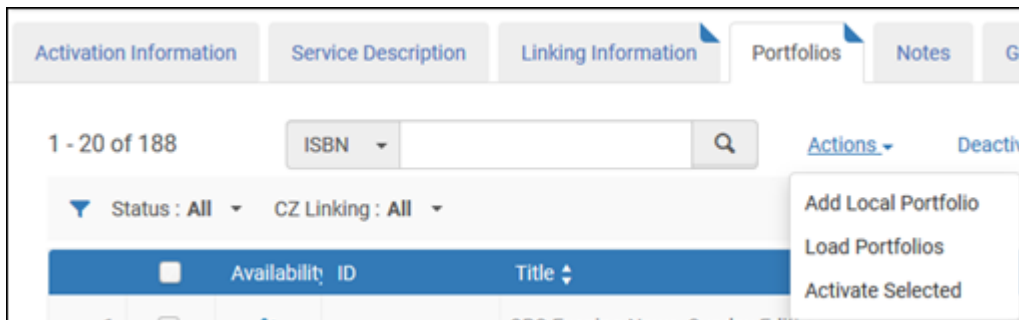 Activation Information Service Description Linking Information Portfolios Notes G
1 - 20 of 188 ISBN Actions Deactiv
Status : All CZ Linking : All
Add Local Portfolio
Load Portfolios
Availability ID Title
Activate Selected